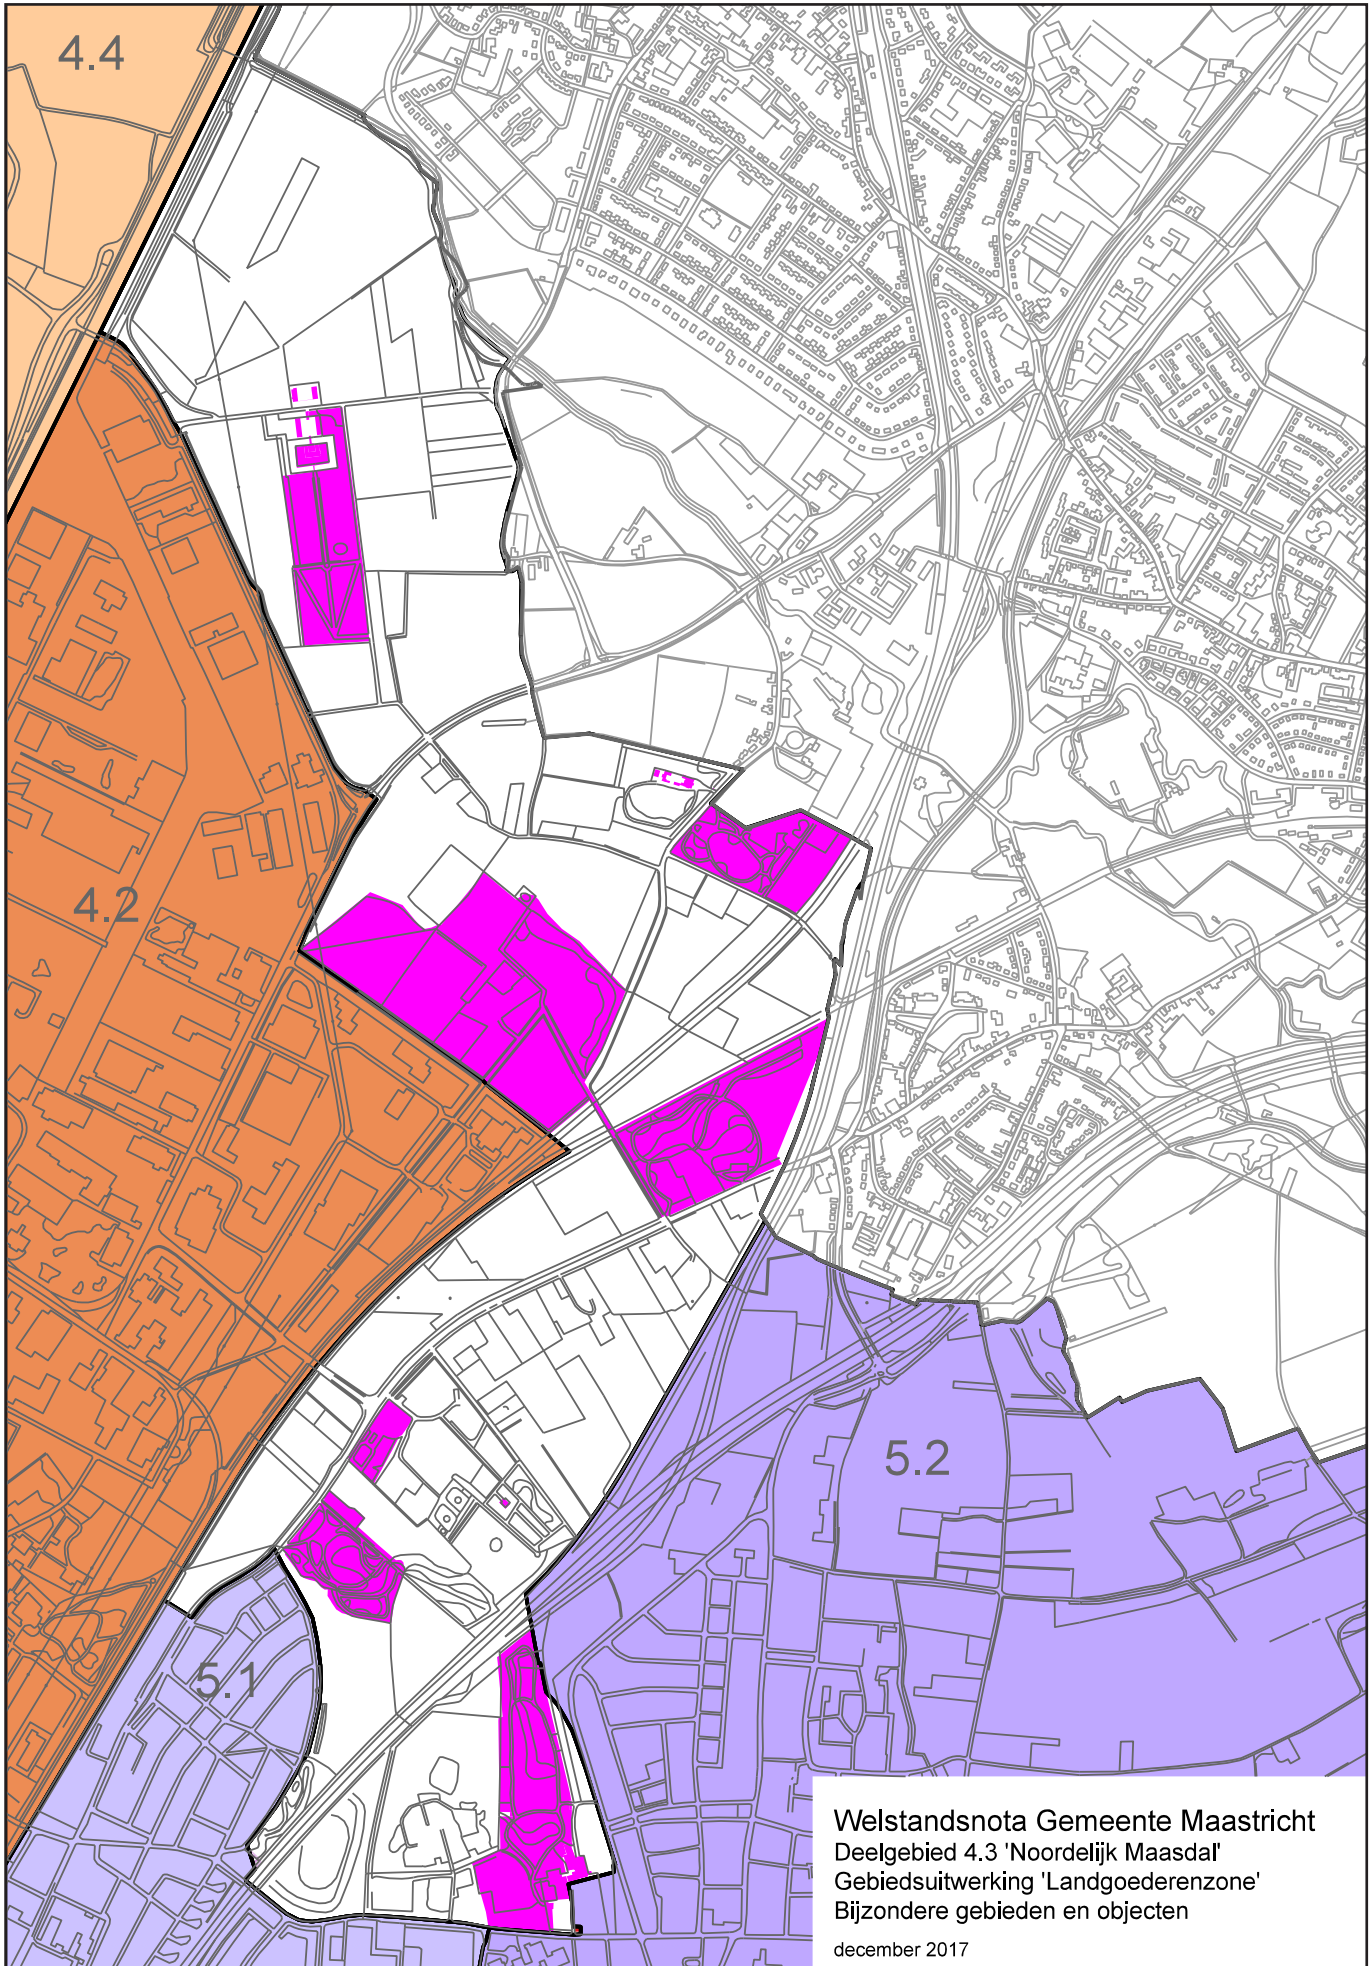 4.4
4.2
5.2
5.1
Welstandsnota Gemeente Maastricht
Deelgebied 4.3 'Noordelijk Maasdal'
Gebiedsuitwerking 'Landgoederenzone'
Bijzondere gebieden en objecten
december 2017